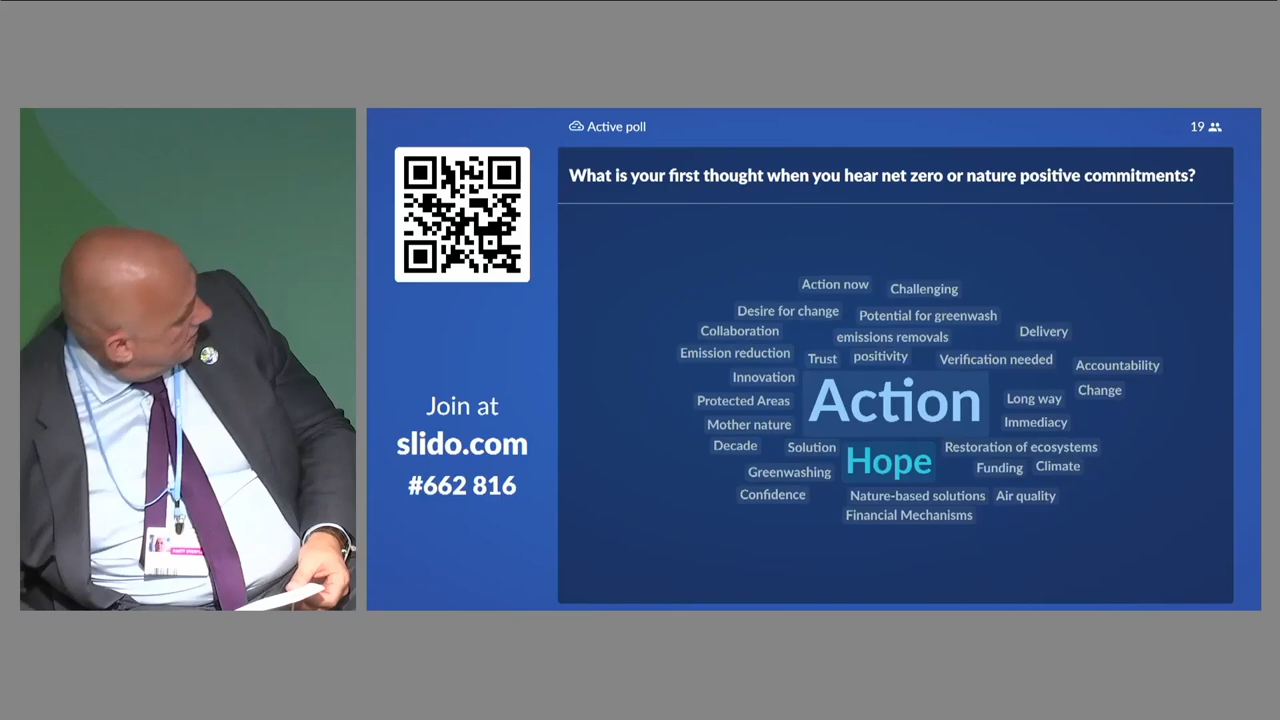 Active poll
19
What is your first thought when you hear net zero or nature positive commitments?
Action now
Challenging
Desire for change
Potential for greenwash
Collaboration
emissions removals
Delivery
Emission reduction
Trust
positivity
Verification needed
Accountability
Innovation
Action
Change
Protected Areas
Long way
Mother nature
Immediacy
Decade
Solution
Hope
Restoration of ecosystems
Greenwashing
Funding
Climate
Confidence
Nature-based solutions
Air quality
Financial Mechanisms
Join at
slido.com
#662 816